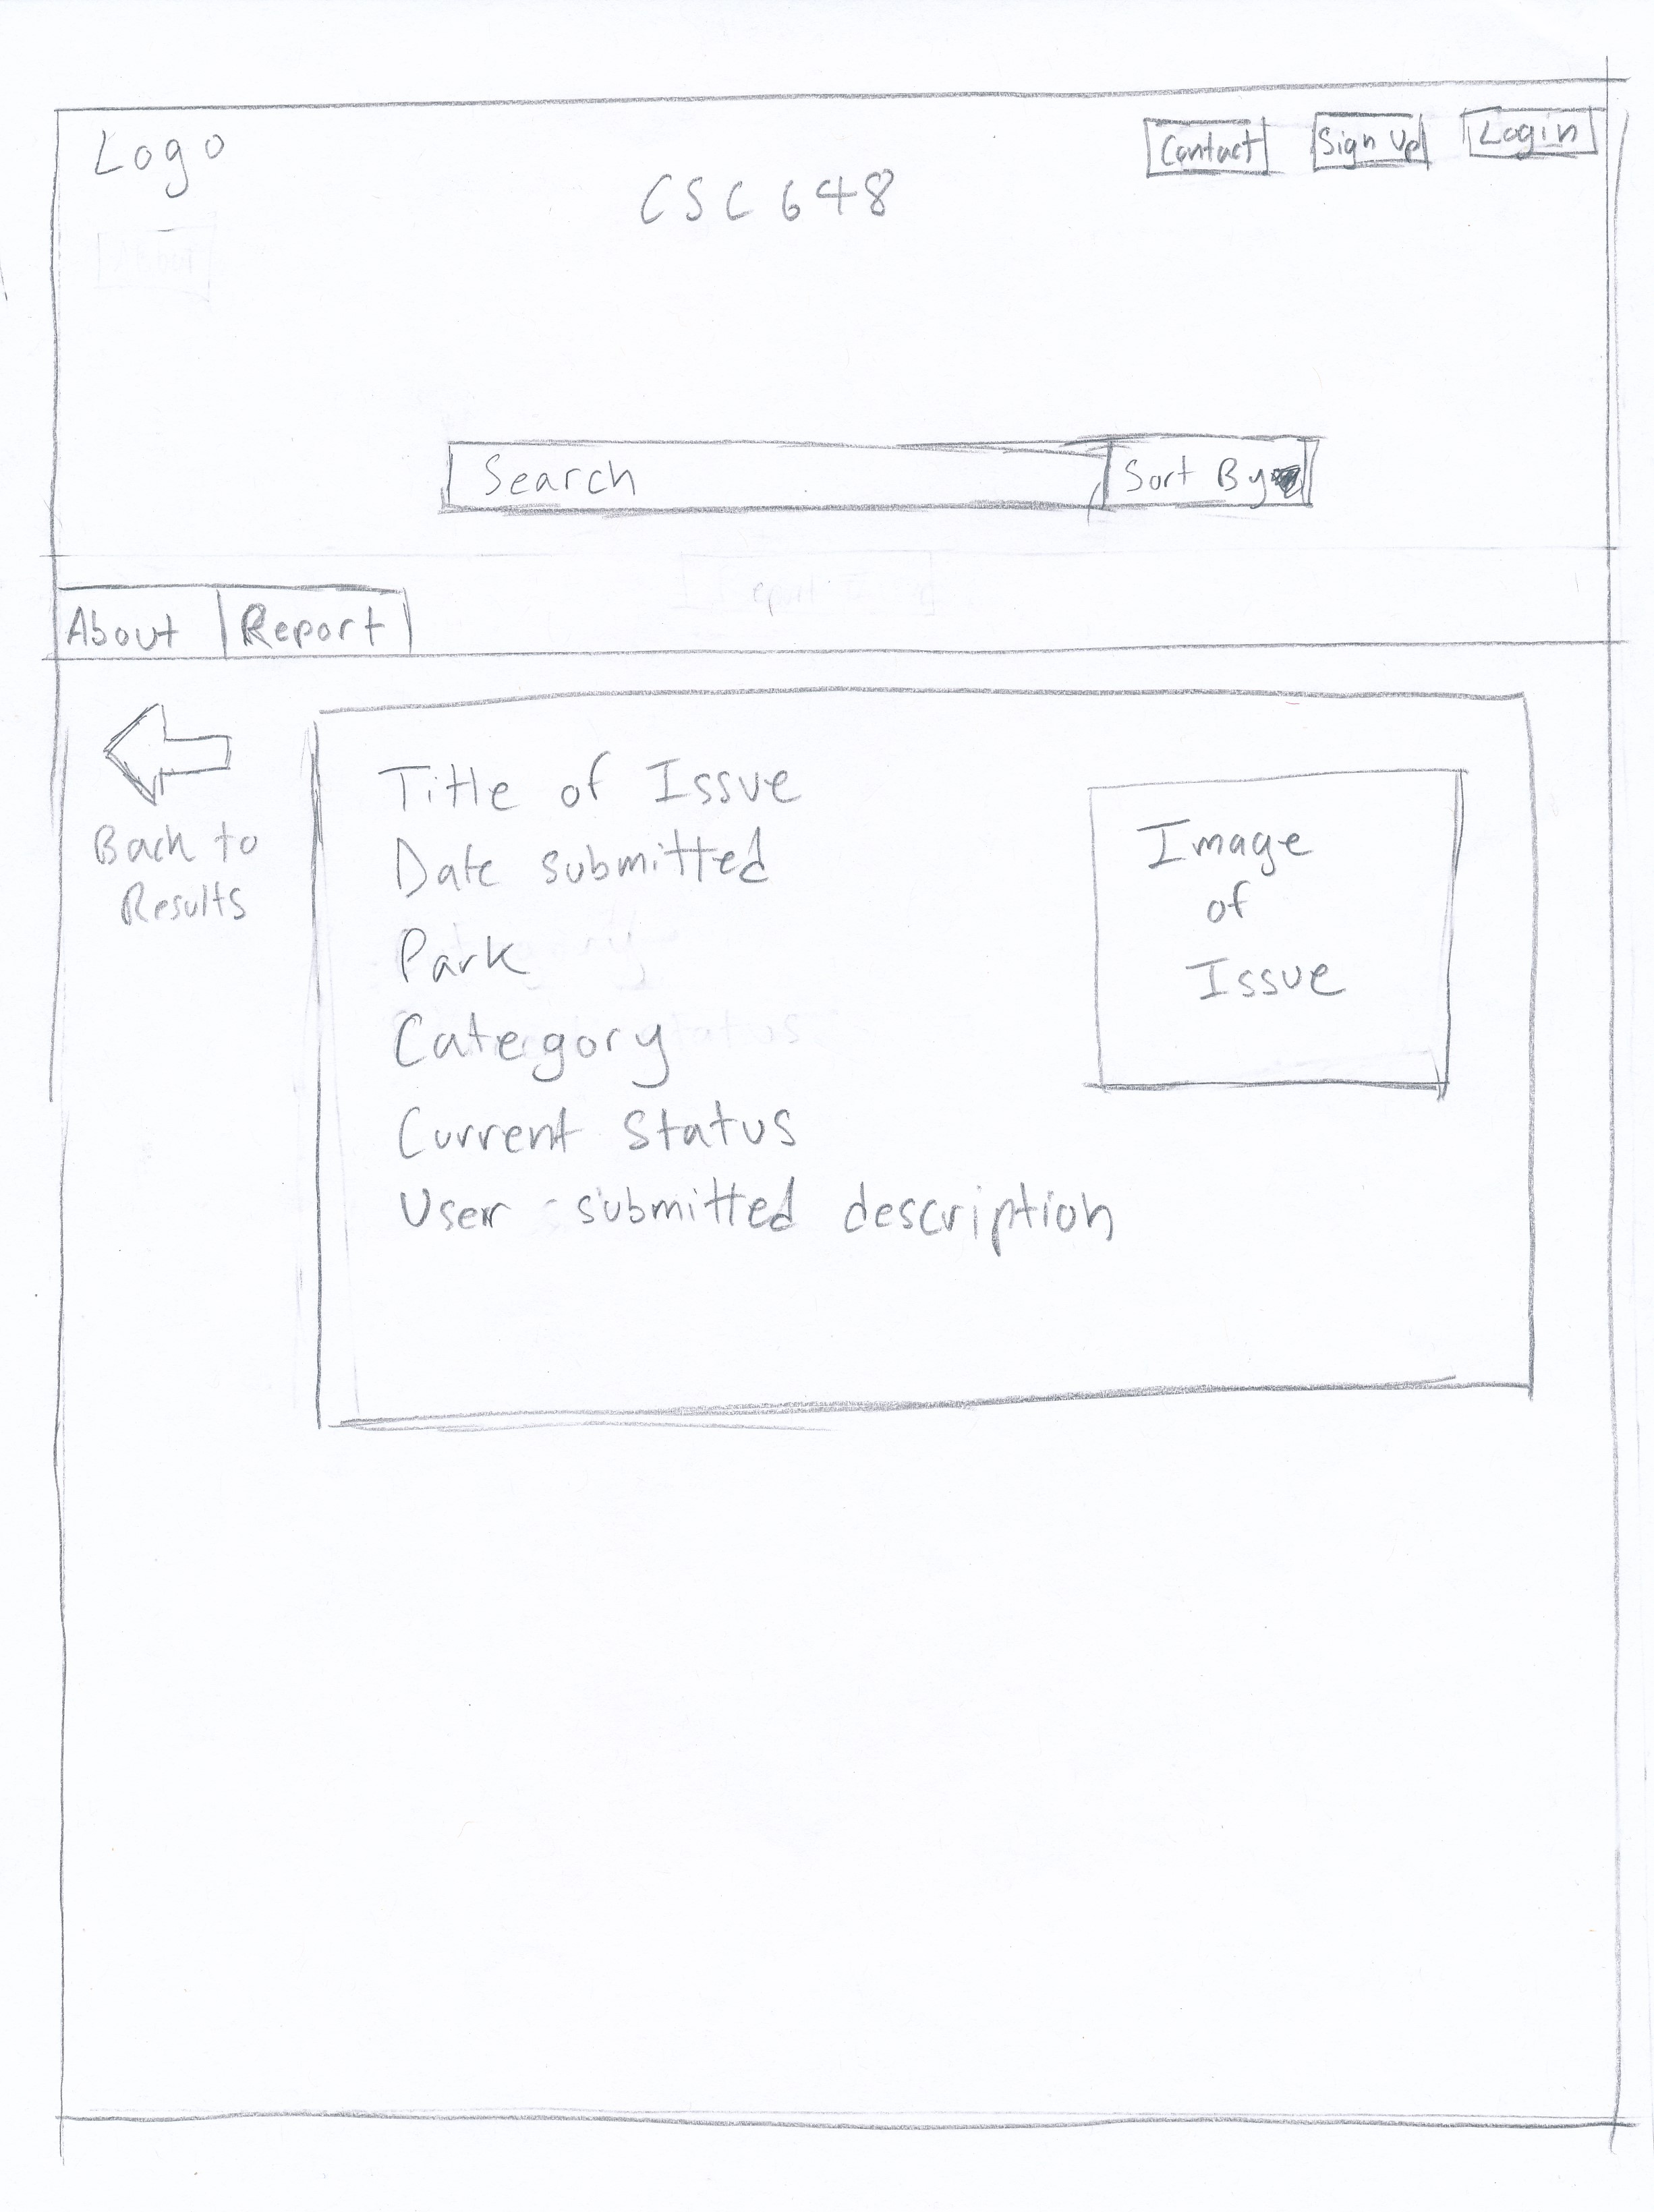 Logo
Contact
Sign Up
Login
CSC 648
Search
Sort By
About
Report
Back to
Results
Title of Issue
Date submitted
Park
Catergory
Current Status
User-submitted description
Image
of
Issue